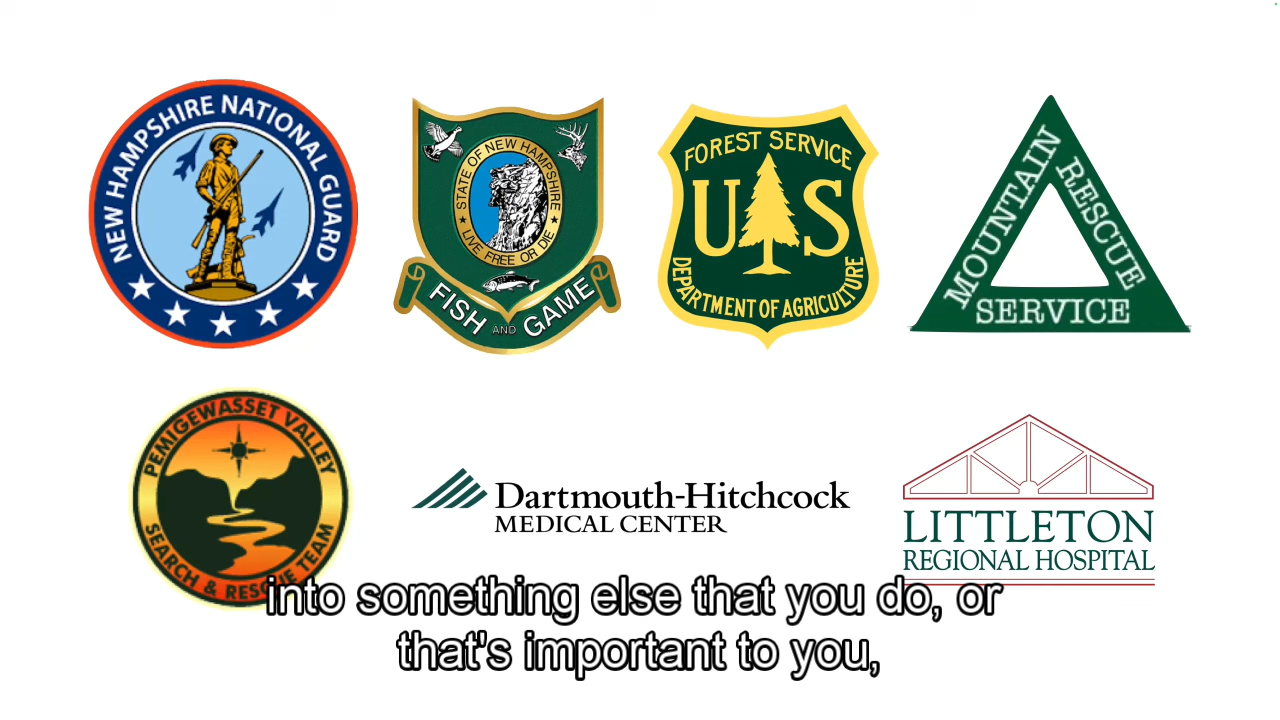 NEW HAMPSHIRE NATIONAL GUARD
STATE OF NEW HAMPSHIRE
LIVE FREE OR DIE
FISH AND GAME
FOREST SERVICE
U S
DEPARTMENT OF AGRICULTURE
MOUNTAIN RESCUE
SERVICE
PEMIGEWASSET VALLEY
SEARCH & RESCUE TEAM
Dartmouth-Hitchcock
MEDICAL CENTER
LITTLETON
REGIONAL HOSPITAL
into something else that you do, or
that's important to you,